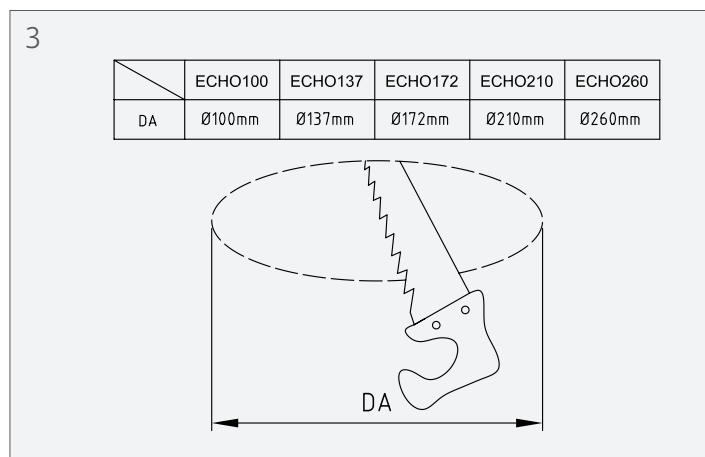 3
ECHO100 ECHO137 ECHO172 ECHO210 ECHO260
DA Ø100mm Ø137mm Ø172mm Ø210mm Ø260mm
DA